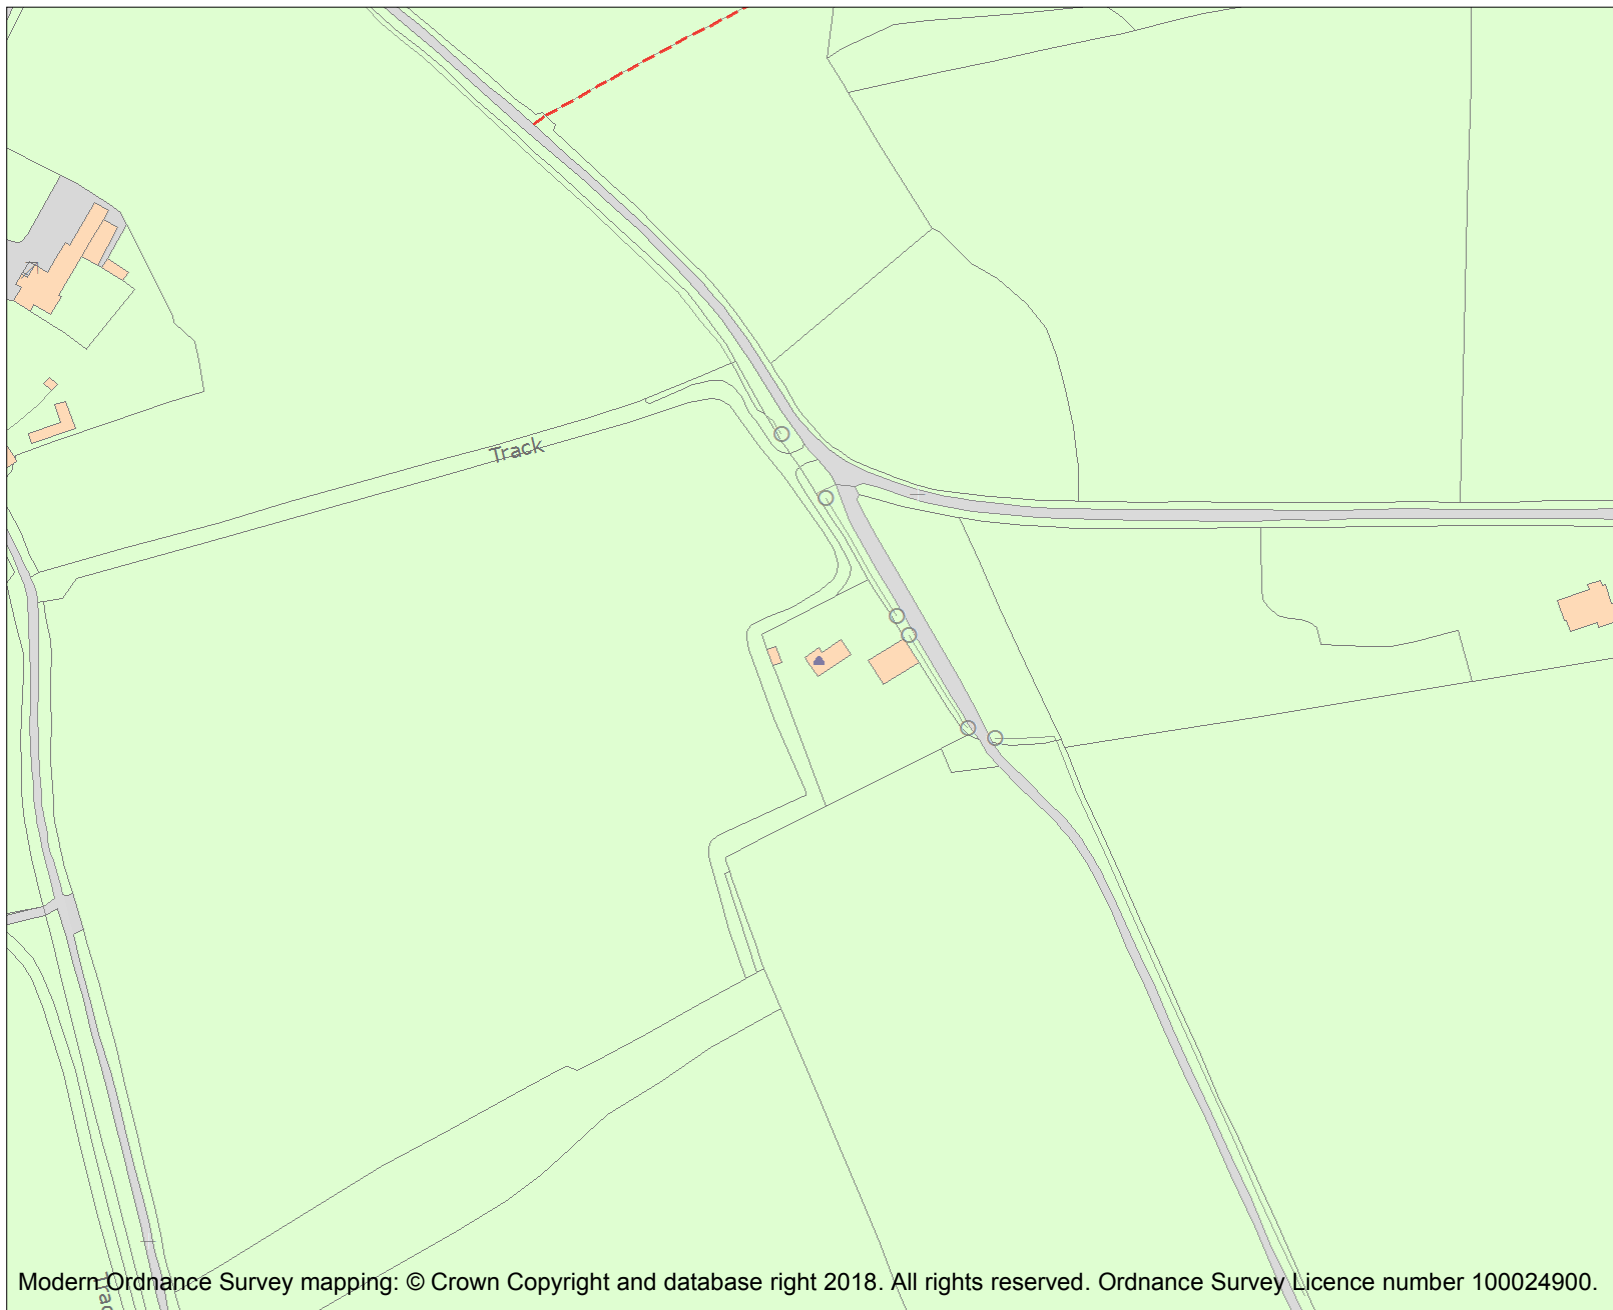 Track
Modern Ordnance Survey mapping: © Crown Copyright and database right 2018. All rights reserved. Ordnance Survey Licence number 100024900.